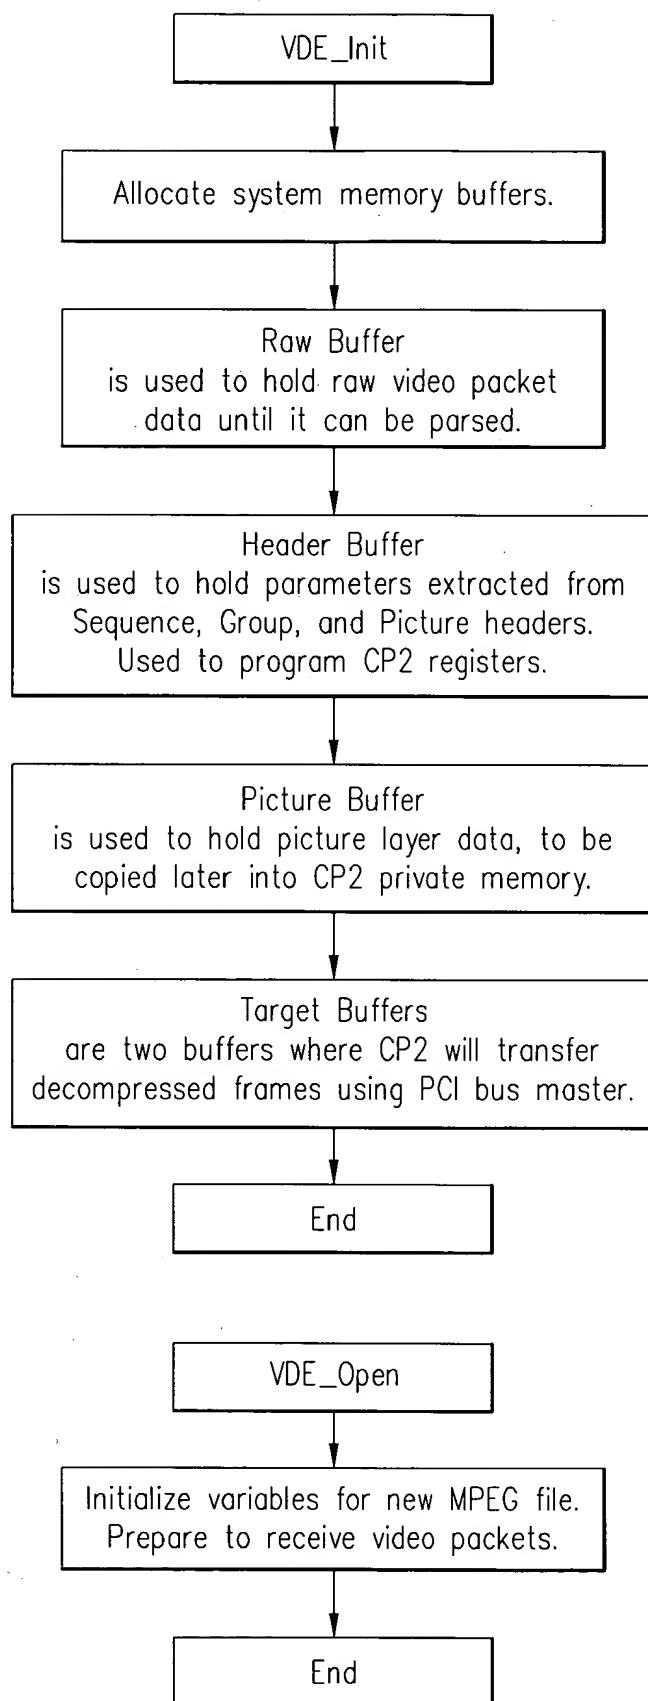 VDE_Init
Allocate system memory buffers.
Raw Buffer
is used to hold raw video packet
data until it can be parsed.
Header Buffer
is used to hold parameters extracted from
Sequence, Group, and Picture headers.
Used to program CP2 registers.
Picture Buffer
is used to hold picture layer data, to be
copied later into CP2 private memory.
Target Buffers
are two buffers where CP2 will transfer
decompressed frames using PCI bus master.
End
VDE_Open
Initialize variables for new MPEG file.
Prepare to receive video packets.
End